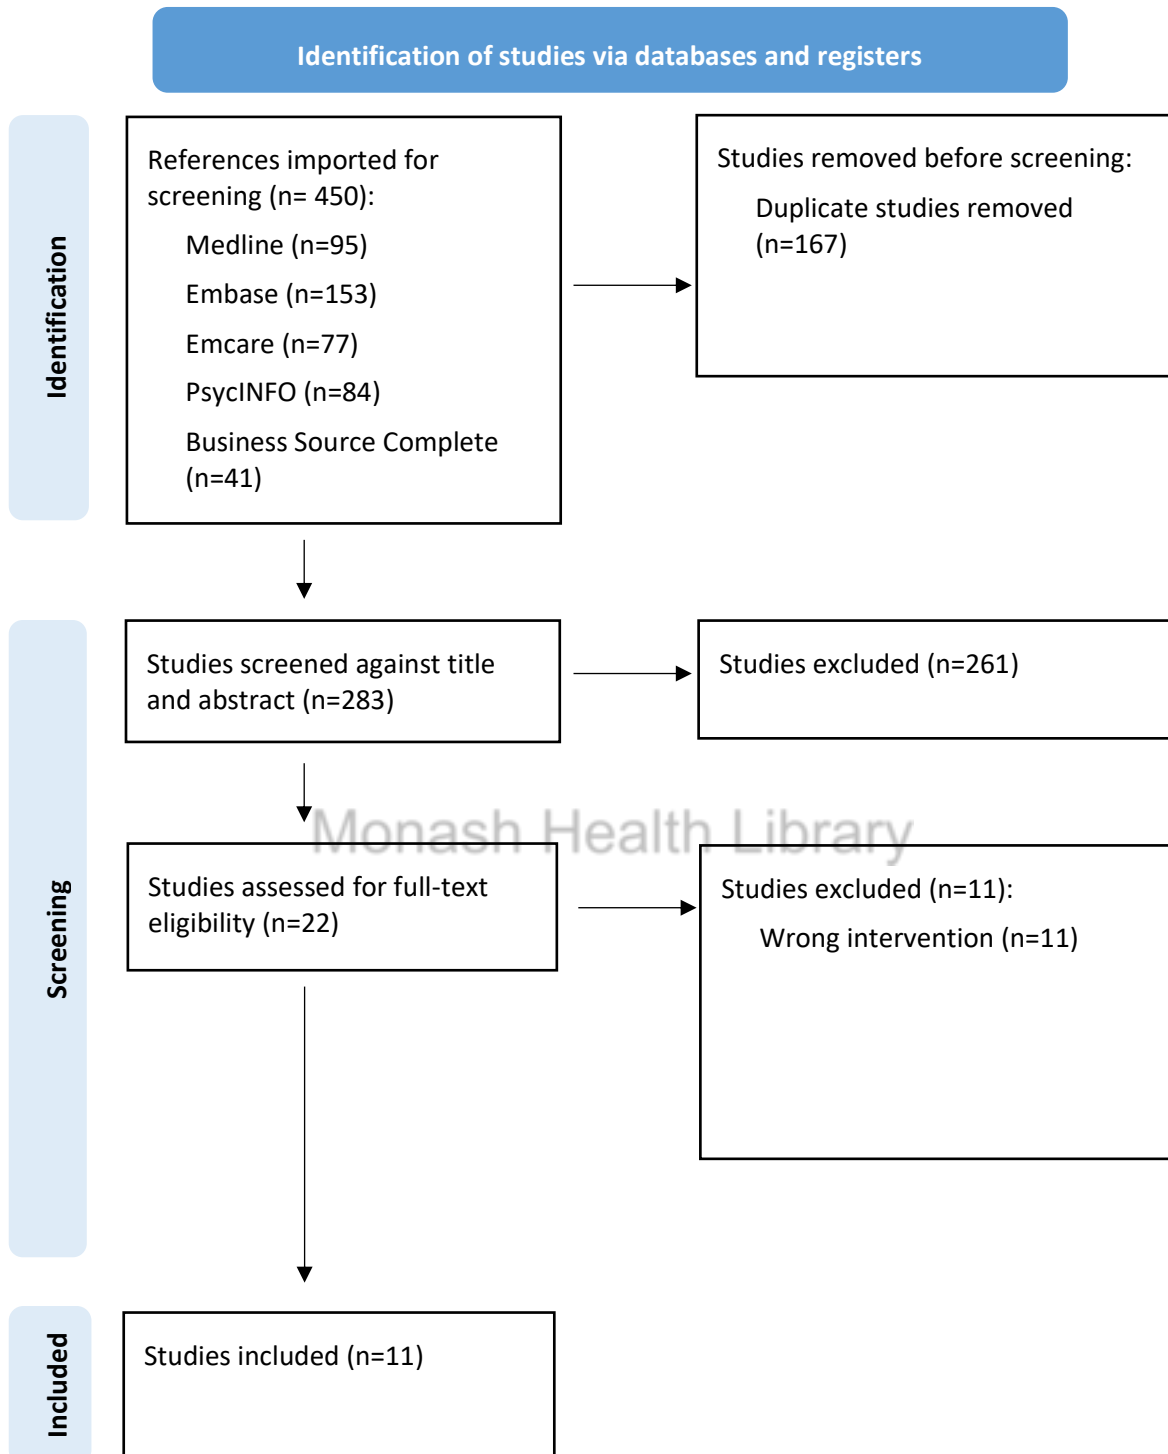 Identification of studies via databases and registers
Identification
References imported for
screening (n= 450):
Medline (n=95)
Embase (n=153)
Emcare (n=77)
PsycINFO (n=84)
Business Source Complete
(n=41)
Studies removed before screening:
Duplicate studies removed
(n=167)
Screening
Studies screened against title
and abstract (n=283)
Studies excluded (n=261)
Monash Health Library
Studies assessed for full-text
eligibility (n=22)
Studies excluded (n=11):
Wrong intervention (n=11)
Included
Studies included (n=11)